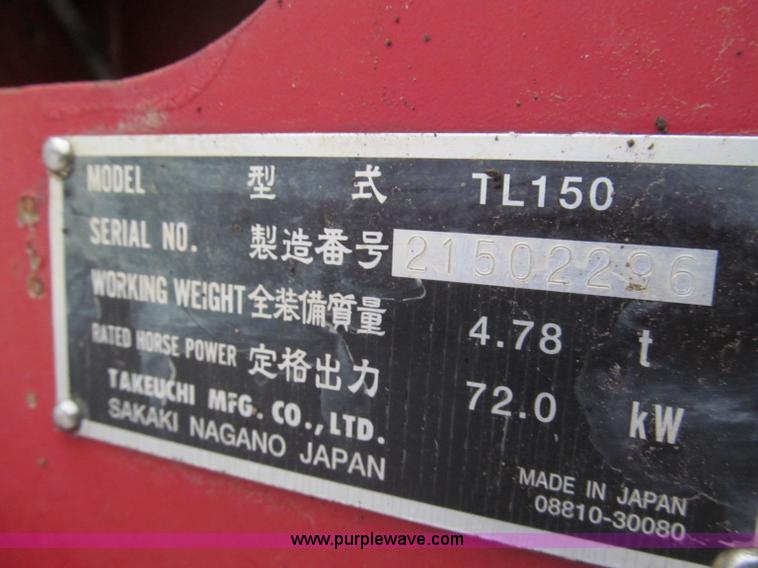 MODEL 型 式 TL150
SERIAL NO. 製造番号 21502296
WORKING WEIGHT 全装備質量 4.78 t
RATED HORSE POWER 定格出力 72.0 kW
TAKEUCHI MFG. CO., LTD.
SAKAKI NAGANO JAPAN
MADE IN JAPAN
08810-30080
www.purplewave.com